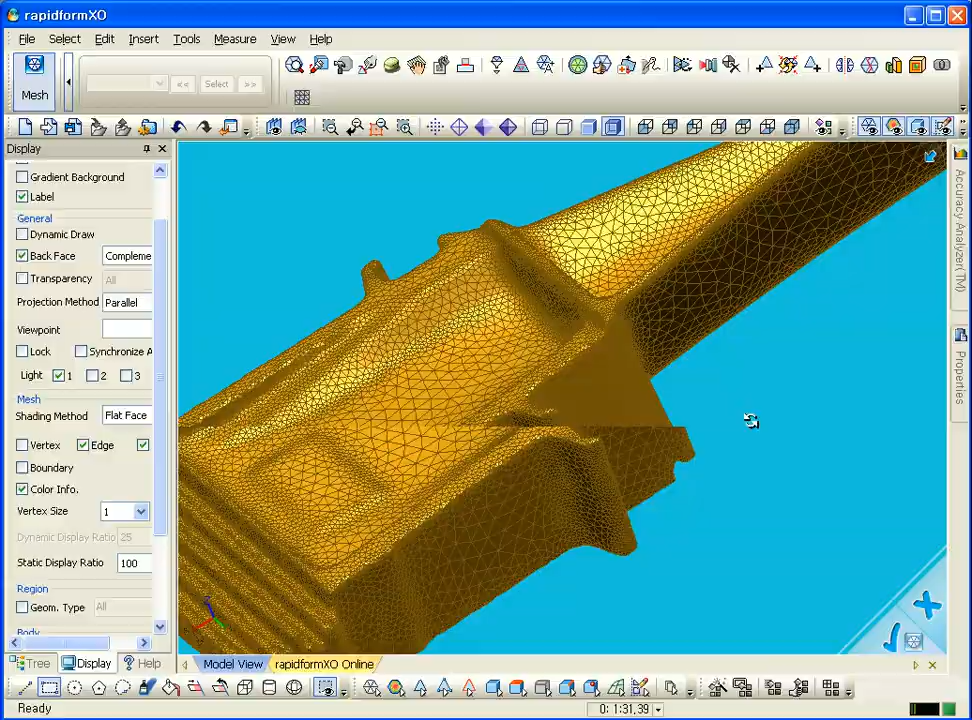 rapidformXO
File Select Edit Insert Tools Measure View Help
Mesh
<< Select >>
Display
Gradient Background
Label
General
Dynamic Draw
Back FaceOmpleme
Transparency All
Projection Method Parallel
Viewpoint
Lock Synchronize A
Light 1 2 3
Mesh
Shading Method Flat Face
Vertex Edge
Boundary
Color Info.
Vertex Size 1
Dynamic Display Ratio 25
Static Display Ratio 100
Region
Geom. Type All
Body
Tree Display Help
Model View rapidformXO Online
Accuracy Analyzer(TM)
Properties
Ready
0: 1:31.39